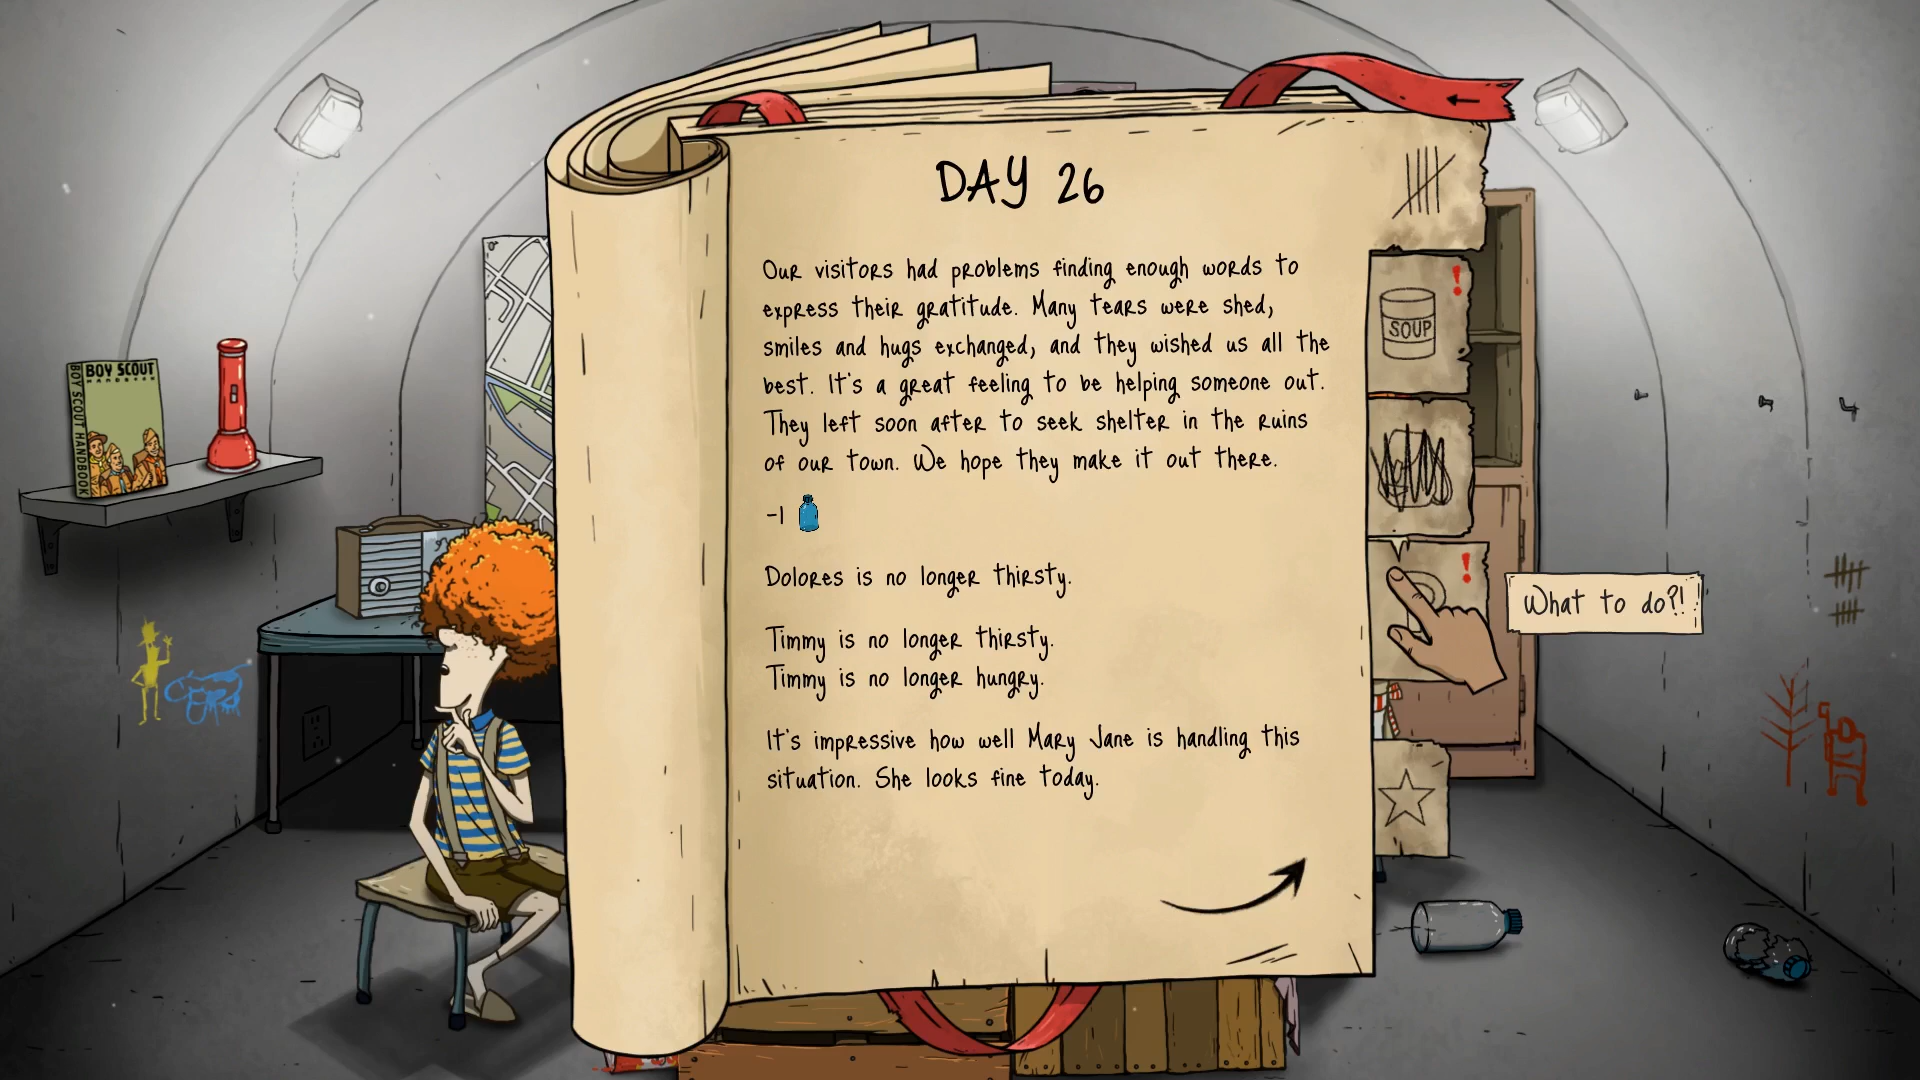 DAY 26
Our visitors had problems finding enough words to
express their gratitude. Many tears were shed,
smiles and hugs exchanged, and they wished us all the
best. It's a great feeling to be helping someone out.
They left soon after to seek shelter in the ruins
of our town. We hope they make it out there.
-1
Dolores is no longer thirsty.
Timmy is no longer thirsty.
Timmy is no longer hungry.
It's impressive how well Mary Jane is handling this
situation. She looks fine today.
!
SOUP
!
What to do?!
BOY SCOUT
HANDBOOK
BOY SCOUT HANDBOOK